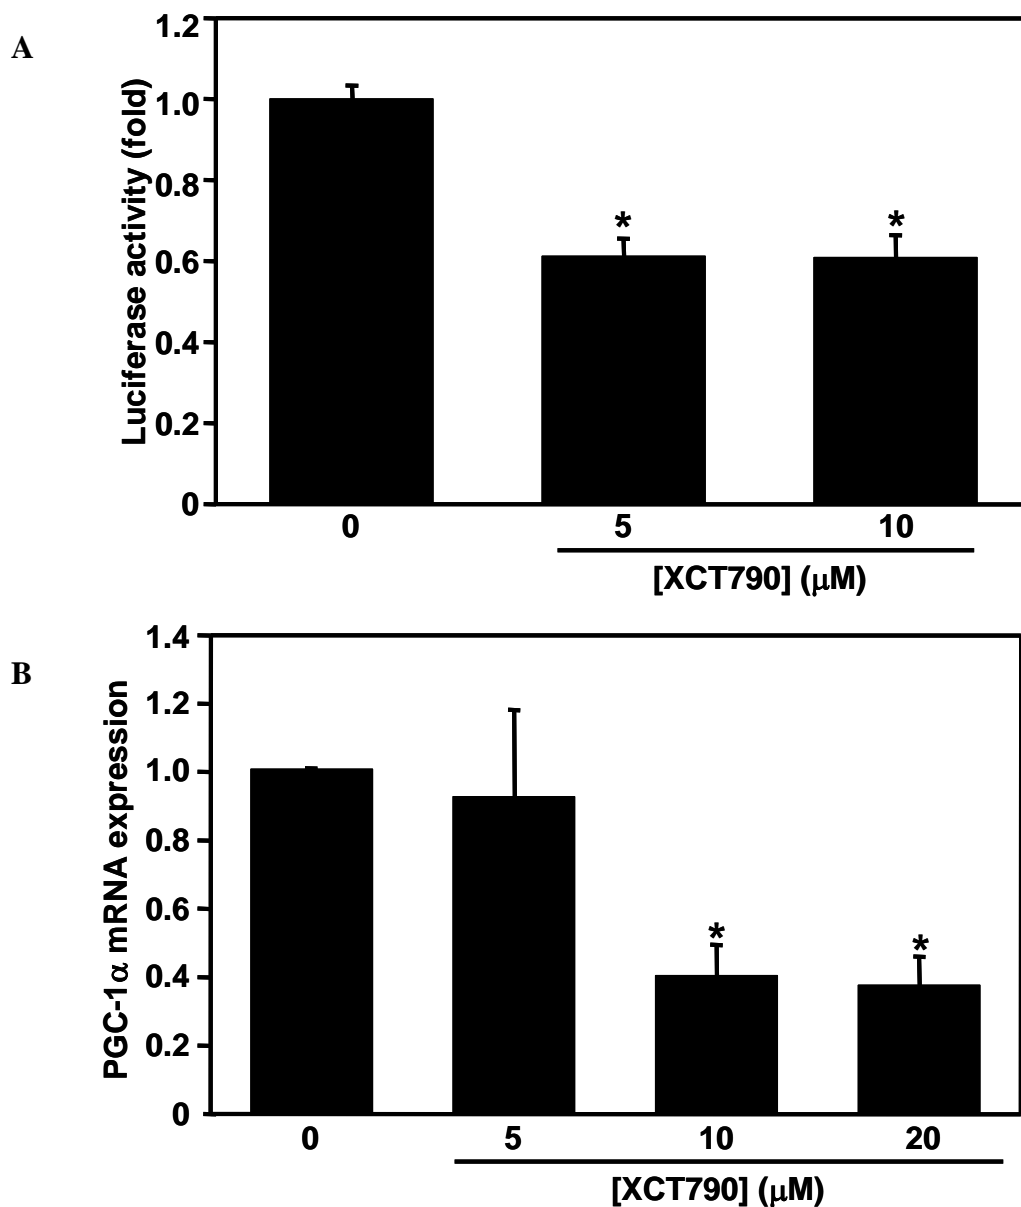 A
Luciferase activity (fold)
1.2
1.0
0.8
0.6
0.4
0.2
0
*
*
0 5 10
[XCT790] (μM)
B
PGC-1α mRNA expression
1.4
1.2
1.0
0.8
0.6
0.4
0.2
0
*
*
0 5 10 20
[XCT790] (μM)